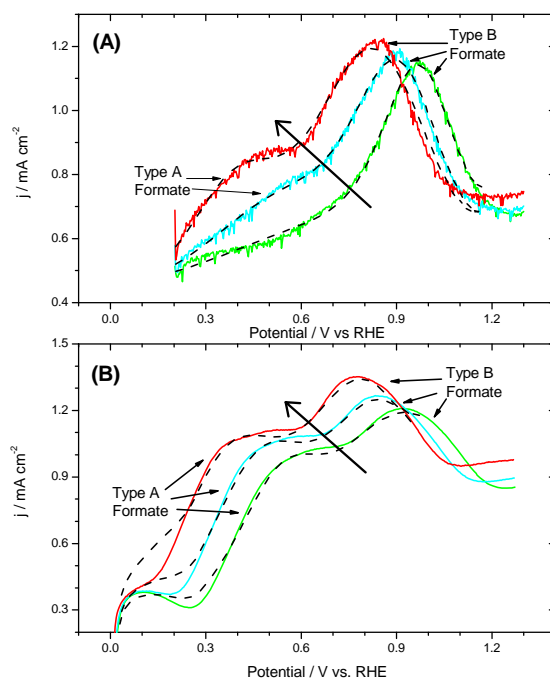 (A)
Type B
Formate
Type A
Formate
j / mA cm-2
1.2
1.0
0.8
0.6
0.4
0.0 0.3 0.6 0.9 1.2
Potential / V vs RHE
(B)
Type B
Formate
Type A
Formate
j / mA cm-2
1.5
1.2
0.9
0.6
0.3
0.0 0.3 0.6 0.9 1.2
Potential / V vs. RHE